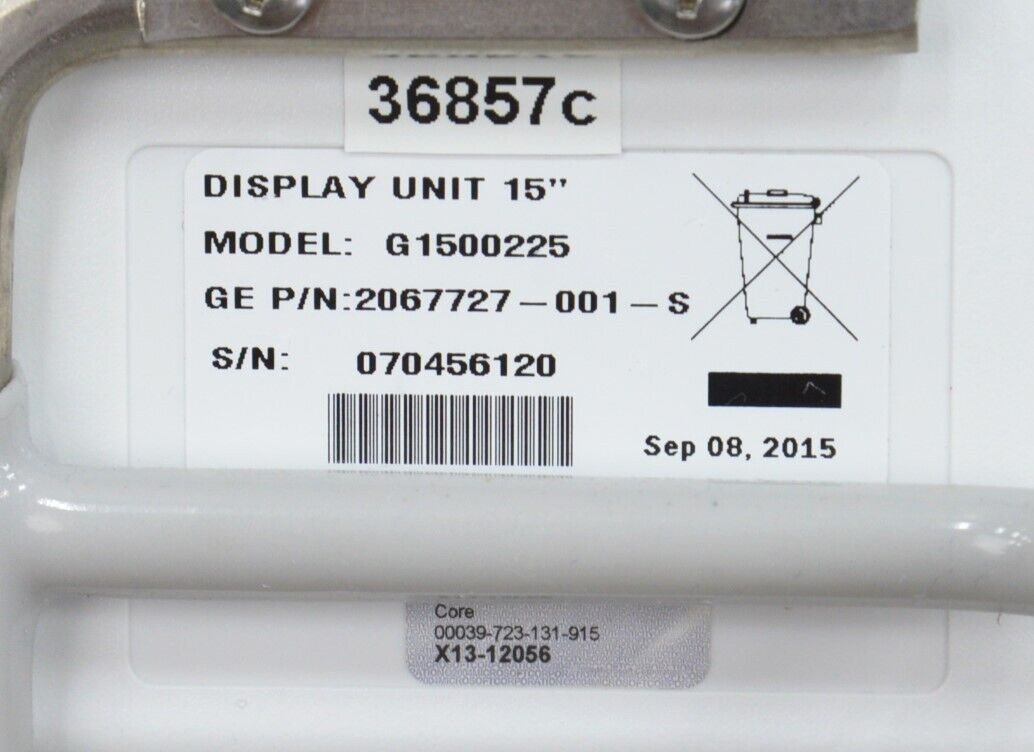 36857c
DISPLAY UNIT 15"
MODEL: G1500225
GE P/N:2067727-001-S
S/N: 070456120
Sep 08, 2015
Core
00039-723-131-915
X13-12056